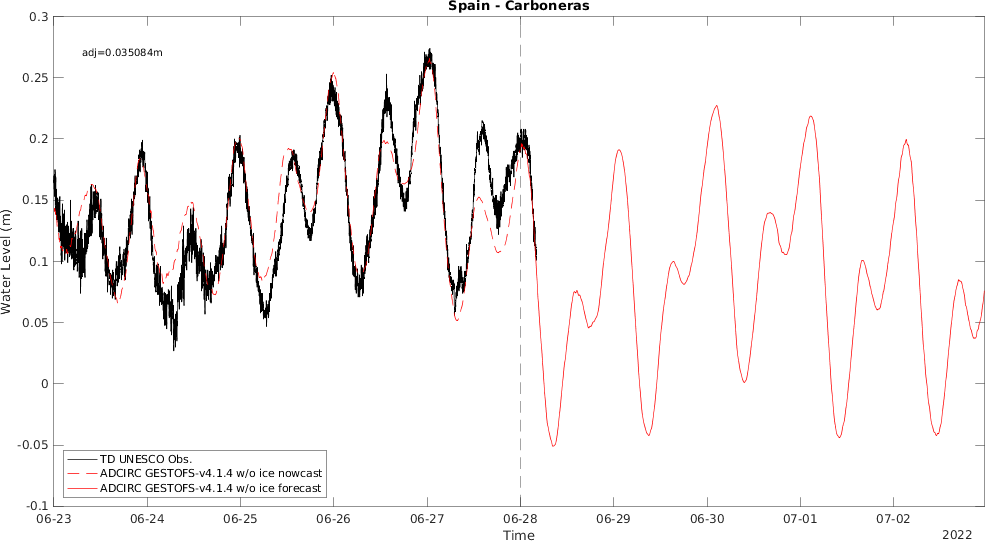 Spain - Carboneras
adj=0.035084m
0.3
0.25
0.2
0.15
0.1
0.05
0
-0.05
-0.1
Water Level (m)
TD UNESCO Obs.
ADCIRC GESTOFS-v4.1.4 w/o ice nowcast
ADCIRC GESTOFS-v4.1.4 w/o ice forecast
06-23 06-24 06-25 06-26 06-27 06-28 06-29 06-30 07-01 07-02
Time
2022